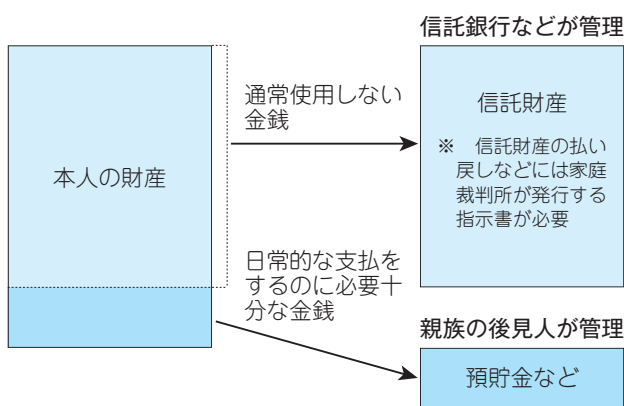 信託銀行などが管理
通常使用しない
金銭
信託財産
※　信託財産の払い
戻しなどには家庭
裁判所が発行する
指示書が必要
本人の財産
日常的な支払を
するのに必要十
分な金銭
親族の後見人が管理
預貯金など